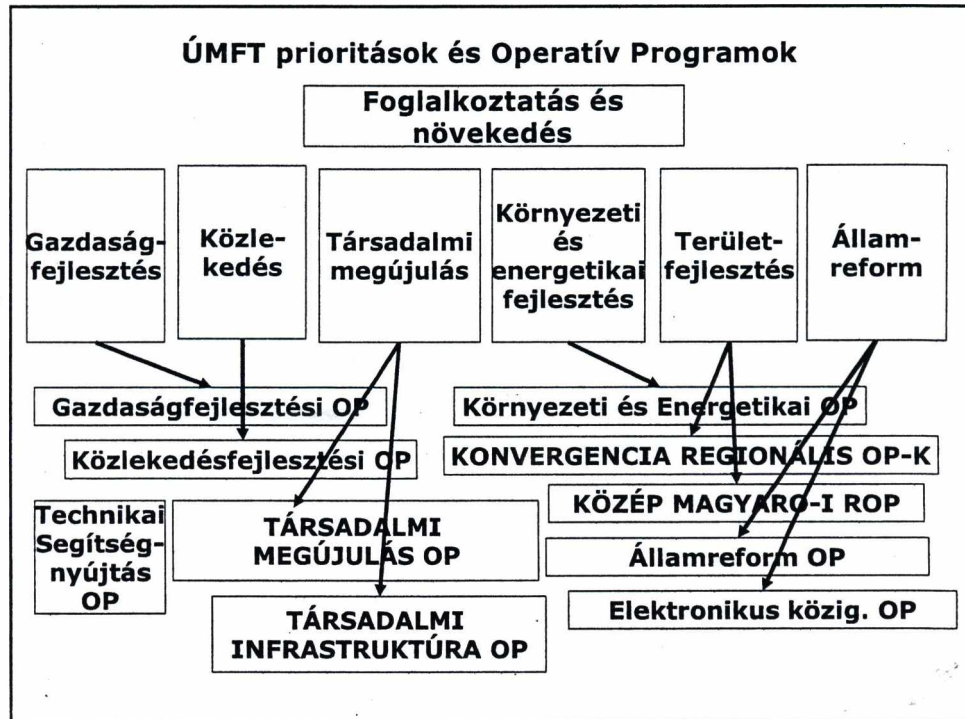 ÚMFT prioritások és Operatív Programok
Foglalkoztatás és
növekedés
Gazdaság-
fejlesztés
Közle-
kedés
Társadalmi
megújulás
Környezeti
és
energetikai
fejlesztés
Terület-
fejlesztés
Állam-
reform
Gazdaságfejlesztési OP
Környezeti és Energetikai OP
Közlekedésfejlesztési OP
KONVERGENCIA REGIONÁLIS OP-K
Technikai
Segítség-
nyújtás
OP
TÁRSADALMI
MEGÚJULÁS OP
KÖZÉP MAGYARO-I ROP
Államreform OP
TÁRSADALMI
INFRASTRUKTÚRA OP
Elektronikus közig. OP